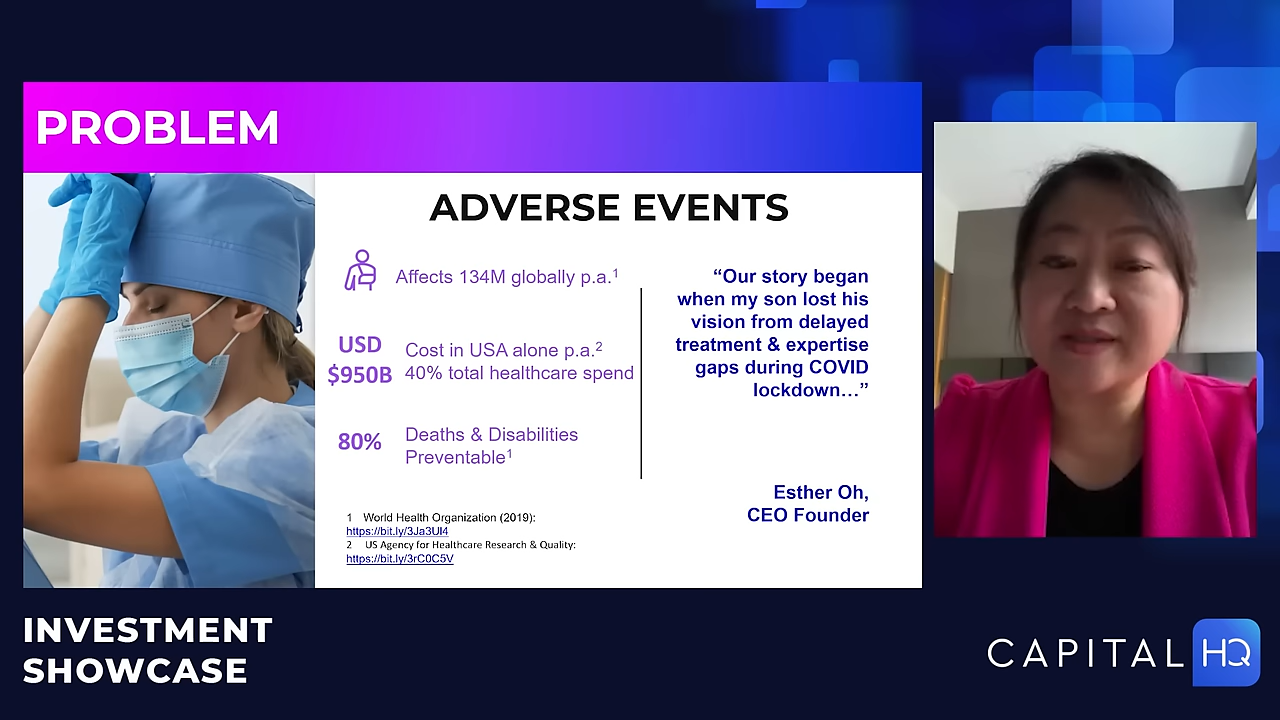 PROBLEM
ADVERSE EVENTS
Affects 134M globally p.a.¹
USD
$950B
Cost in USA alone p.a.²
40% total healthcare spend
80%
Deaths & Disabilities
Preventable¹
1 World Health Organization (2019):
https://bit.ly/3Ja3UI4
2 US Agency for Healthcare Research & Quality:
https://bit.ly/3rC0C5V
“Our story began
when my son lost his
vision from delayed
treatment & expertise
gaps during COVID
lockdown…”
Esther Oh,
CEO Founder
INVESTMENT
SHOWCASE
CAPITAL HQ